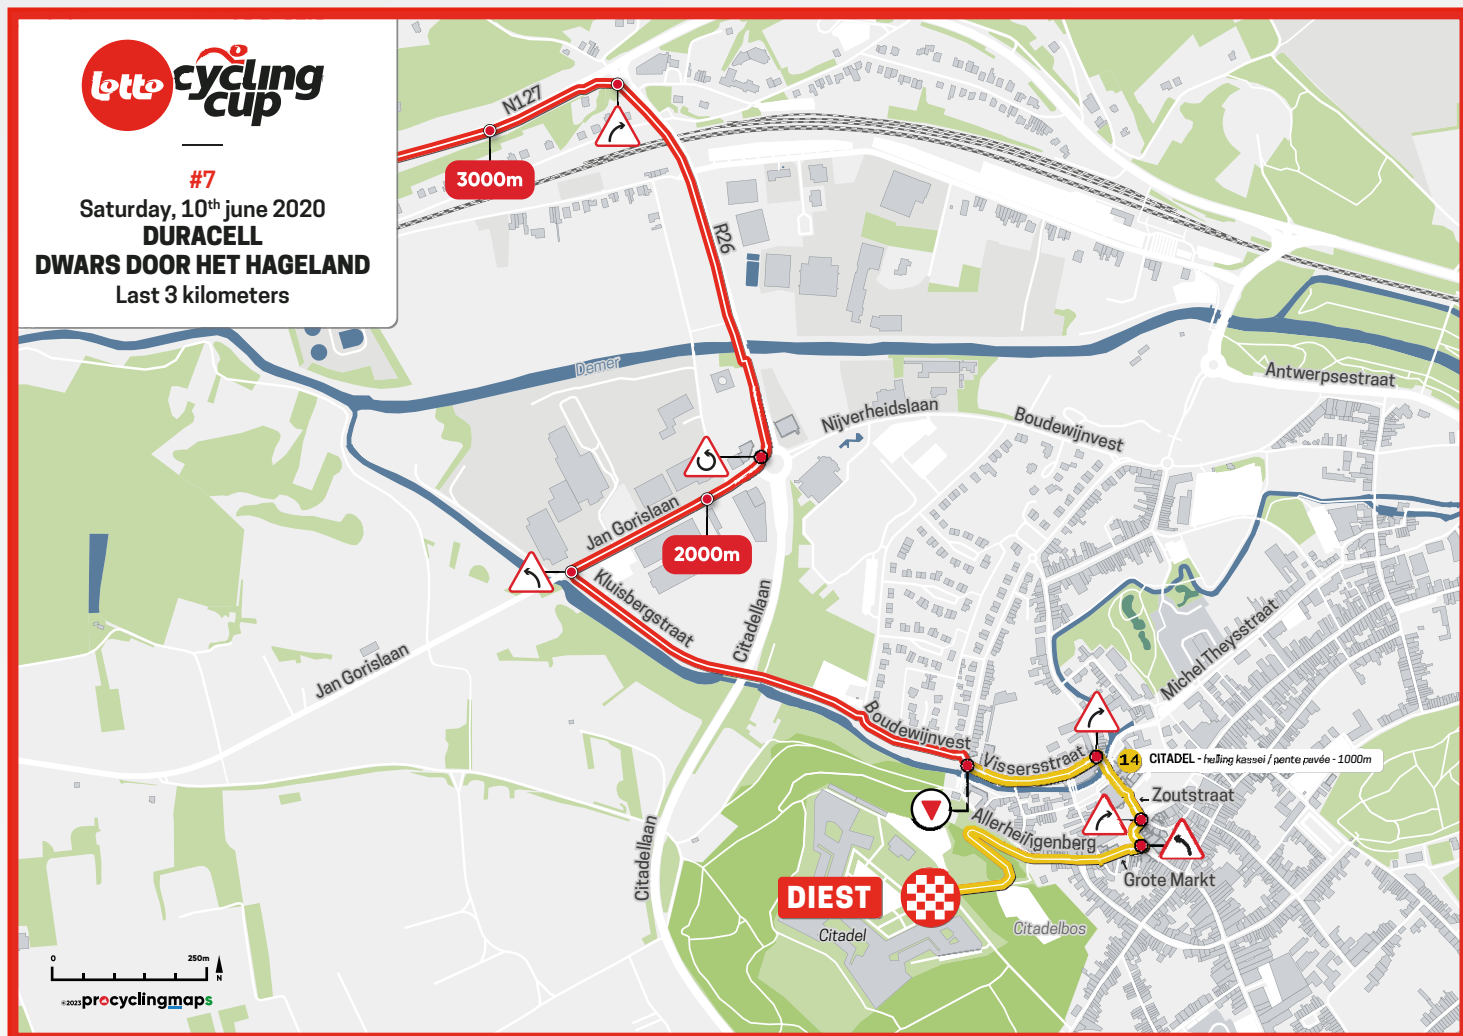 Lotto cycling cup
#7
Saturday, 10th june 2020
DURACELL
DWARS DOOR HET HAGELAND
Last 3 kilometers
N127
3000m
R26
Demer
Antwerpsestraat
Nijverheidslaan
Boudewijnvest
Jan Gorislaan
2000m
Kluisbergstraat
Citadellaan
Michel Theysstraat
Jan Gorislaan
Boudewijnvest
Vissersstraat
14 CITADEL - helling kassei / pente pavée - 1000m
Zoutstraat
Allerheiligenberg
Citadellaan
Grote Markt
DIEST
Citadel
Citadelbos
0 250m
N
©2023 procyclingmaps